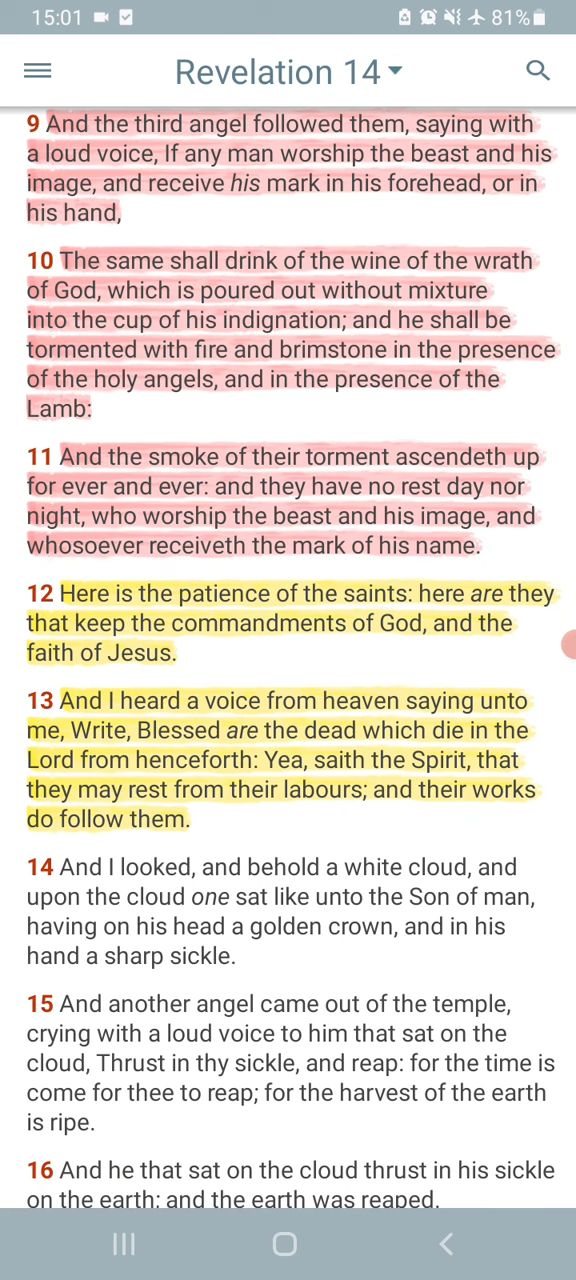 15:01 81%
Revelation 14
9 And the third angel followed them, saying with
a loud voice, If any man worship the beast and his
image, and receive his mark in his forehead, or in
his hand,
10 The same shall drink of the wine of the wrath
of God, which is poured out without mixture
into the cup of his indignation; and he shall be
tormented with fire and brimstone in the presence
of the holy angels, and in the presence of the
Lamb:
11 And the smoke of their torment ascendeth up
for ever and ever: and they have no rest day nor
night, who worship the beast and his image, and
whosoever receiveth the mark of his name.
12 Here is the patience of the saints: here are they
that keep the commandments of God, and the
faith of Jesus.
13 And I heard a voice from heaven saying unto
me, Write, Blessed are the dead which die in the
Lord from henceforth: Yea, saith the Spirit, that
they may rest from their labours; and their works
do follow them.
14 And I looked, and behold a white cloud, and
upon the cloud one sat like unto the Son of man,
having on his head a golden crown, and in his
hand a sharp sickle.
15 And another angel came out of the temple,
crying with a loud voice to him that sat on the
cloud, Thrust in thy sickle, and reap: for the time is
come for thee to reap; for the harvest of the earth
is ripe.
16 And he that sat on the cloud thrust in his sickle
on the earth; and the earth was reaped.